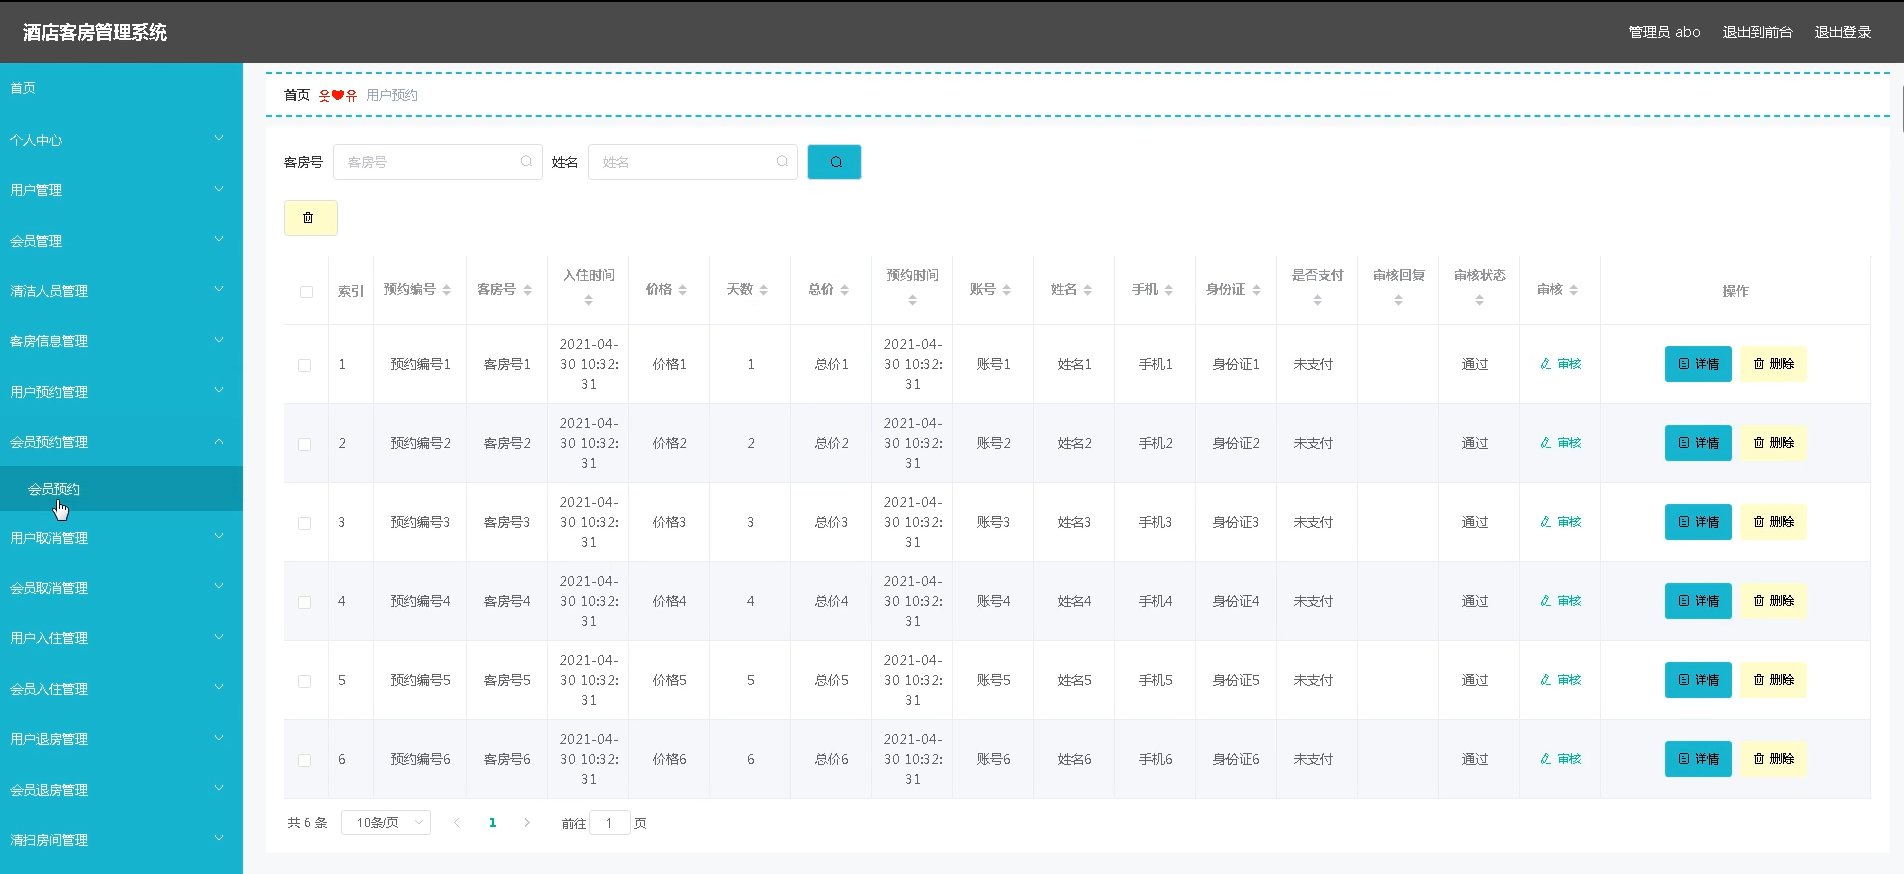 酒店客房管理系统
管理员 abo 退出到前台 退出登录
首页
个人中心
用户管理
会员管理
清洁人员管理
客房信息管理
用户预约管理
会员预约管理
会员预约
用户取消管理
会员取消管理
用户入住管理
会员入住管理
用户退房管理
会员退房管理
清扫房间管理
首页 웃❤유 用户预约
客房号 客房号 姓名 姓名
索引 预约编号 客房号 入住时间 价格 天数 总价 预约时间 账号 姓名 手机 身份证 是否支付 审核回复 审核状态 审核 操作
1 预约编号1 客房号1 2021-04-30 10:32:31 价格1 1 总价1 2021-04-30 10:32:31 账号1 姓名1 手机1 身份证1 未支付 通过 审核 详情 删除
2 预约编号2 客房号2 2021-04-30 10:32:31 价格2 2 总价2 2021-04-30 10:32:31 账号2 姓名2 手机2 身份证2 未支付 通过 审核 详情 删除
3 预约编号3 客房号3 2021-04-30 10:32:31 价格3 3 总价3 2021-04-30 10:32:31 账号3 姓名3 手机3 身份证3 未支付 通过 审核 详情 删除
4 预约编号4 客房号4 2021-04-30 10:32:31 价格4 4 总价4 2021-04-30 10:32:31 账号4 姓名4 手机4 身份证4 未支付 通过 审核 详情 删除
5 预约编号5 客房号5 2021-04-30 10:32:31 价格5 5 总价5 2021-04-30 10:32:31 账号5 姓名5 手机5 身份证5 未支付 通过 审核 详情 删除
6 预约编号6 客房号6 2021-04-30 10:32:31 价格6 6 总价6 2021-04-30 10:32:31 账号6 姓名6 手机6 身份证6 未支付 通过 审核 详情 删除
共 6 条 10条/页 1 前往 1 页